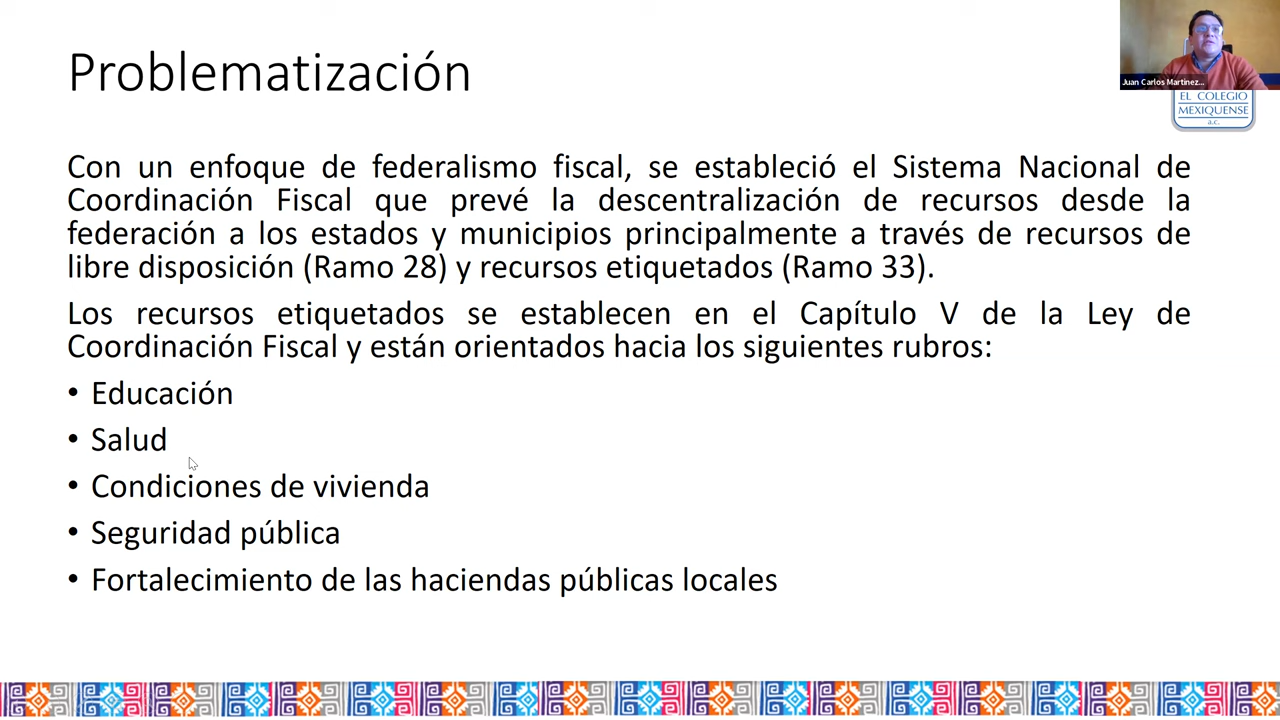 Problematización
Juan Carlos Martínez...
EL COLEGIO
MEXIQUENSE
a.c.
Con un enfoque de federalismo fiscal, se estableció el Sistema Nacional de
Coordinación Fiscal que prevé la descentralización de recursos desde la
federación a los estados y municipios principalmente a través de recursos de
libre disposición (Ramo 28) y recursos etiquetados (Ramo 33).
Los recursos etiquetados se establecen en el Capítulo V de la Ley de
Coordinación Fiscal y están orientados hacia los siguientes rubros:
• Educación
• Salud
• Condiciones de vivienda
• Seguridad pública
• Fortalecimiento de las haciendas públicas locales